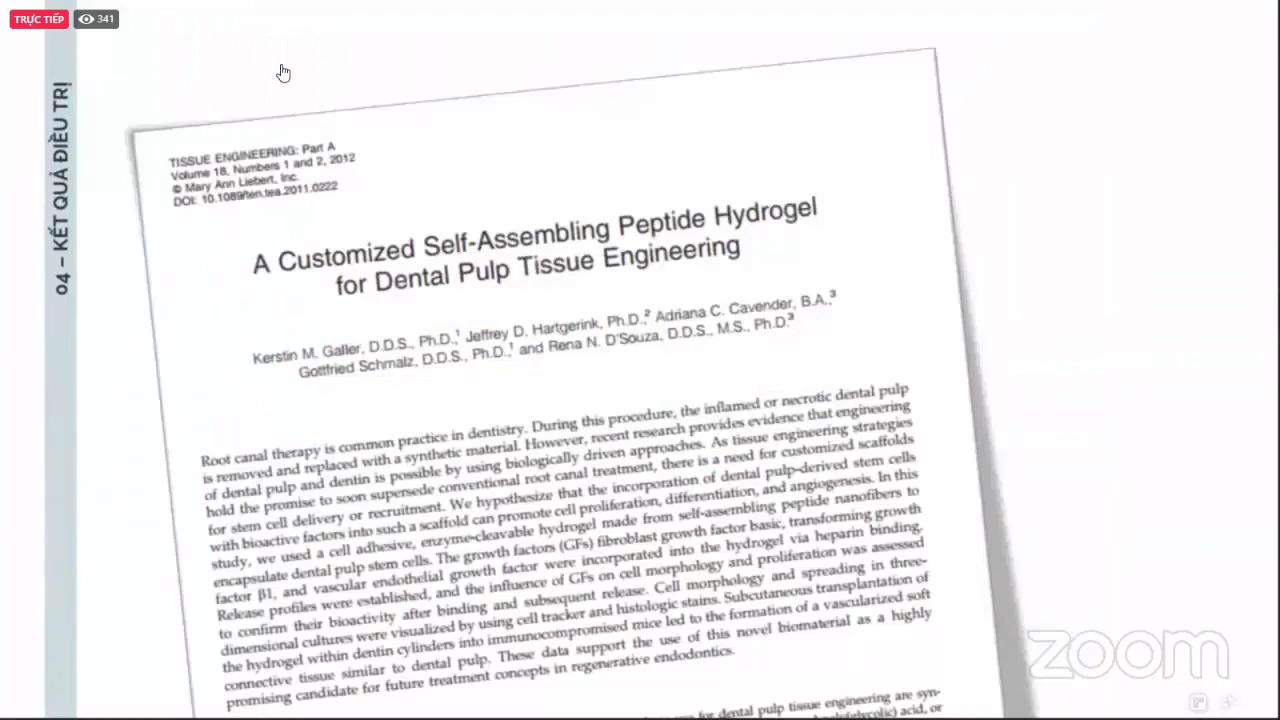 TRỰC TIẾP
341
04 – KẾT QUẢ ĐIỀU TRỊ
TISSUE ENGINEERING: Part A
Volume 18, Numbers 1 and 2, 2012
© Mary Ann Liebert, Inc.
DOI: 10.1089/ten.tea.2011.0222
A Customized Self-Assembling Peptide Hydrogel
for Dental Pulp Tissue Engineering
Kerstin M. Galler, D.D.S., Ph.D.,¹ Jeffrey D. Hartgerink, Ph.D.,² Adriana C. Cavender, B.A.,³
Gottfried Schmalz, D.D.S., Ph.D.,¹ and Rena N. D'Souza, D.D.S., M.S., Ph.D.³
Root canal therapy is common practice in dentistry. During this procedure, the inflamed or necrotic dental pulp
is removed and replaced with a synthetic material. However, recent research provides evidence that engineering
of dental pulp and dentin is possible by using biologically driven approaches. As tissue engineering strategies
hold the promise to soon supersede conventional root canal treatment, there is a need for customized scaffolds
for stem cell delivery or recruitment. We hypothesize that the incorporation of dental pulp-derived stem cells
with bioactive factors into such a scaffold can promote cell proliferation, differentiation, and angiogenesis. In this
study, we used a cell adhesive, enzyme-cleavable hydrogel made from self-assembling peptide nanofibers to
encapsulate dental pulp stem cells. The growth factors (GFs) fibroblast growth factor basic, transforming growth
factor β1, and vascular endothelial growth factor were incorporated into the hydrogel via heparin binding.
Release profiles were established, and the influence of GFs on cell morphology and proliferation was assessed
to confirm their bioactivity after binding and subsequent release. Cell morphology and spreading in three-
dimensional cultures were visualized by using cell tracker and histologic stains. Subcutaneous transplantation of
the hydrogel within dentin cylinders into immunocompromised mice led to the formation of a vascularized soft
connective tissue similar to dental pulp. These data support the use of this novel biomaterial as a highly
promising candidate for future treatment concepts in regenerative endodontics.
for dental pulp tissue engineering are syn-
acid, or
zoom